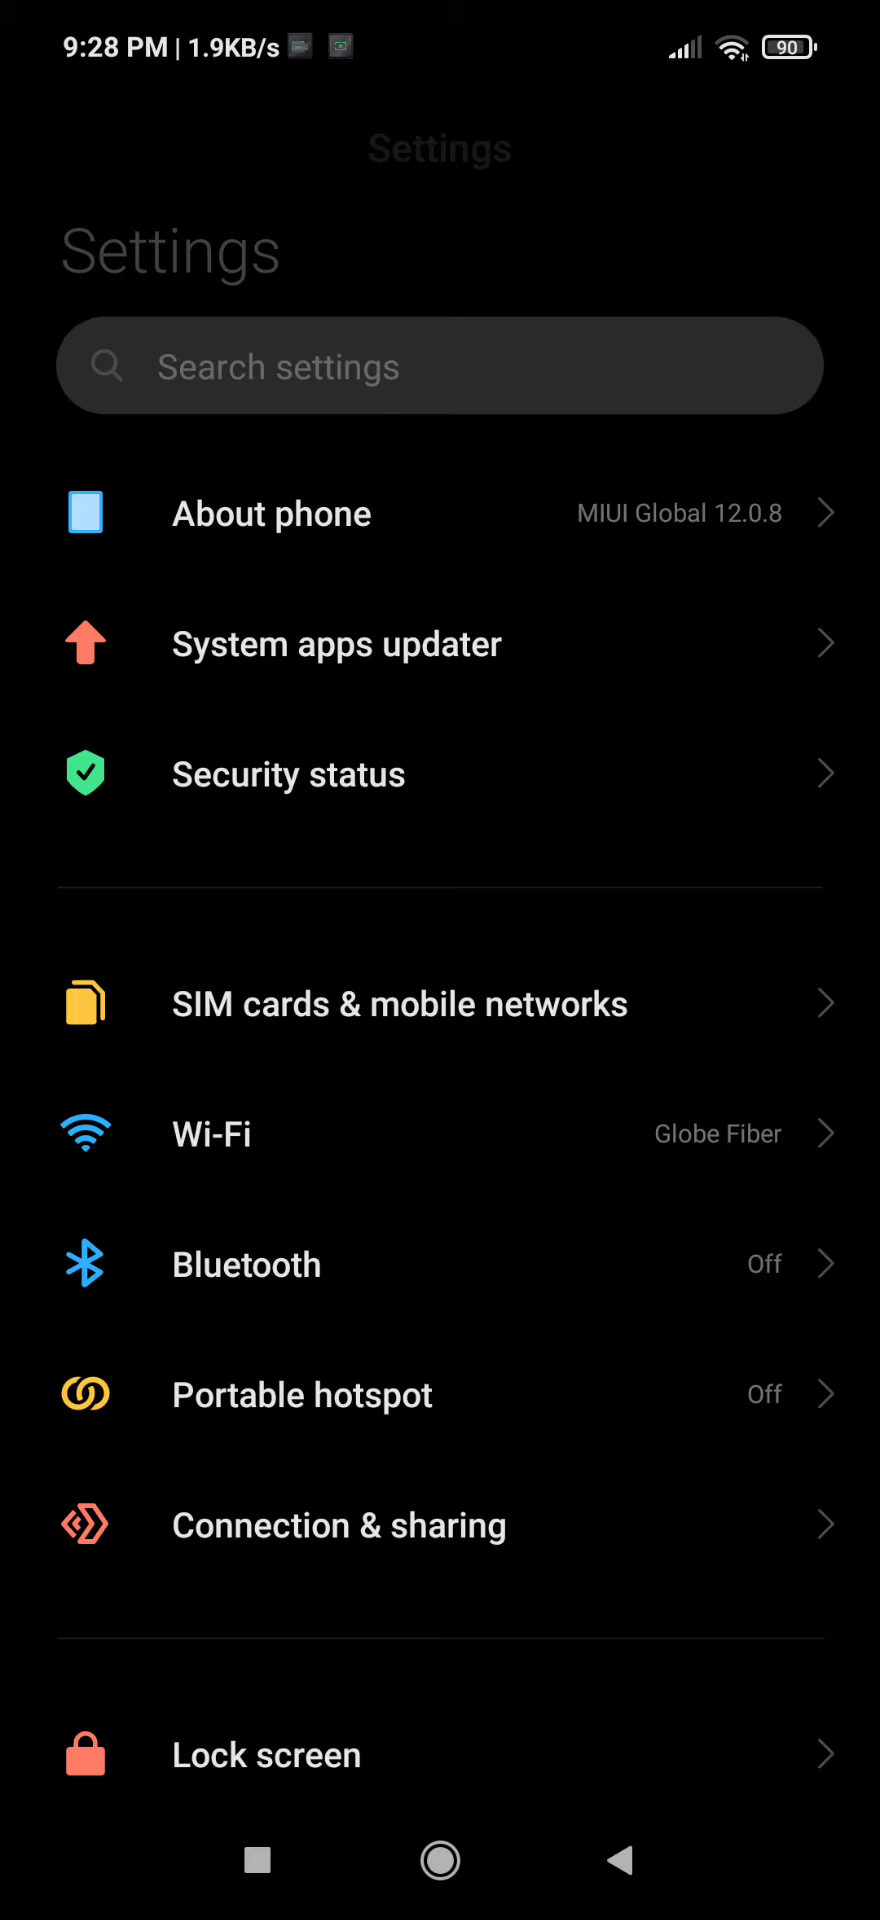 9:28 PM | 1.9KB/s 90
Settings
Settings
Search settings
About phone MIUI Global 12.0.8
System apps updater
Security status
SIM cards & mobile networks
Wi-Fi Globe Fiber
Bluetooth Off
Portable hotspot Off
Connection & sharing
Lock screen